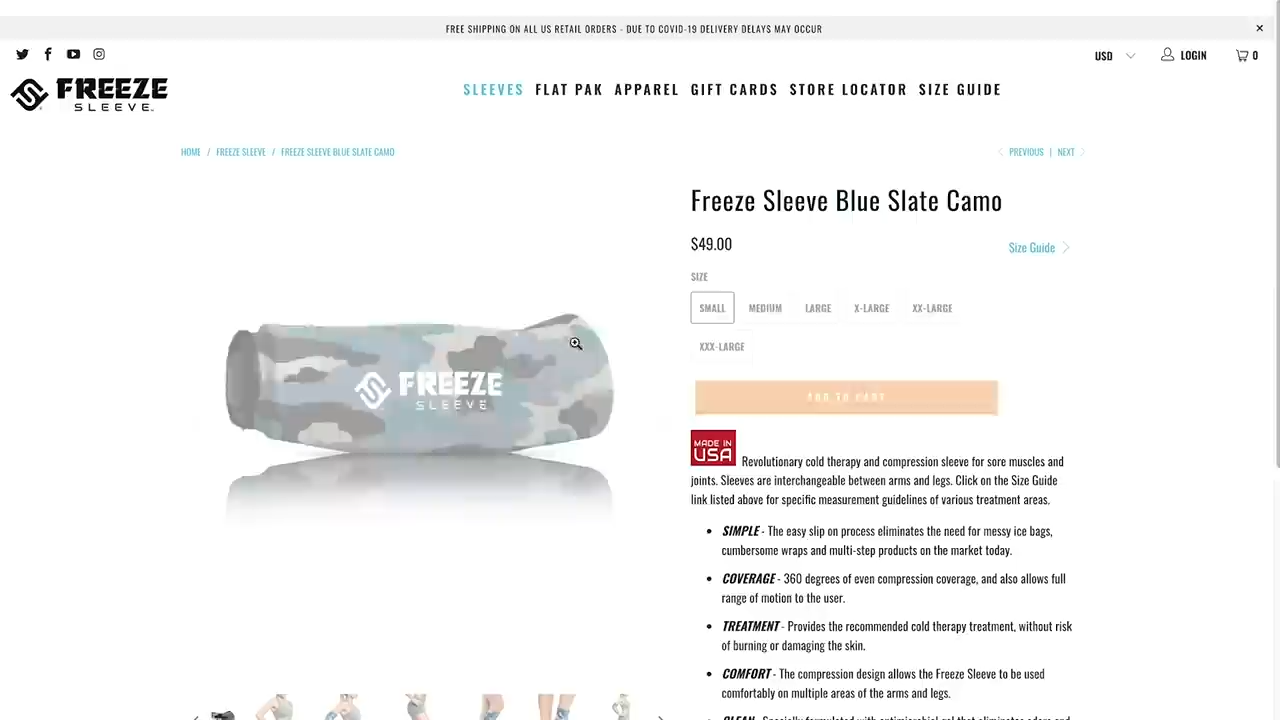 FREE SHIPPING ON ALL US RETAIL ORDERS - DUE TO COVID-19 DELIVERY DELAYS MAY OCCUR
USD
LOGIN
0
FREEZE
SLEEVE
SLEEVES FLAT PAK APPAREL GIFT CARDS STORE LOCATOR SIZE GUIDE
HOME / FREEZE SLEEVE / FREEZE SLEEVE BLUE SLATE CAMO
PREVIOUS | NEXT
Freeze Sleeve Blue Slate Camo
$49.00
Size Guide
SIZE
SMALL MEDIUM LARGE X-LARGE XX-LARGE
XXX-LARGE
FREEZE
SLEEVE
ADD TO CART
MADE IN
USA
Revolutionary cold therapy and compression sleeve for sore muscles and
joints. Sleeves are interchangeable between arms and legs. Click on the Size Guide
link listed above for specific measurement guidelines of various treatment areas.
• SIMPLE - The easy slip on process eliminates the need for messy ice bags,
cumbersome wraps and multi-step products on the market today.
• COVERAGE - 360 degrees of even compression coverage, and also allows full
range of motion to the user.
• TREATMENT - Provides the recommended cold therapy treatment, without risk
of burning or damaging the skin.
• COMFORT - The compression design allows the Freeze Sleeve to be used
comfortably on multiple areas of the arms and legs.